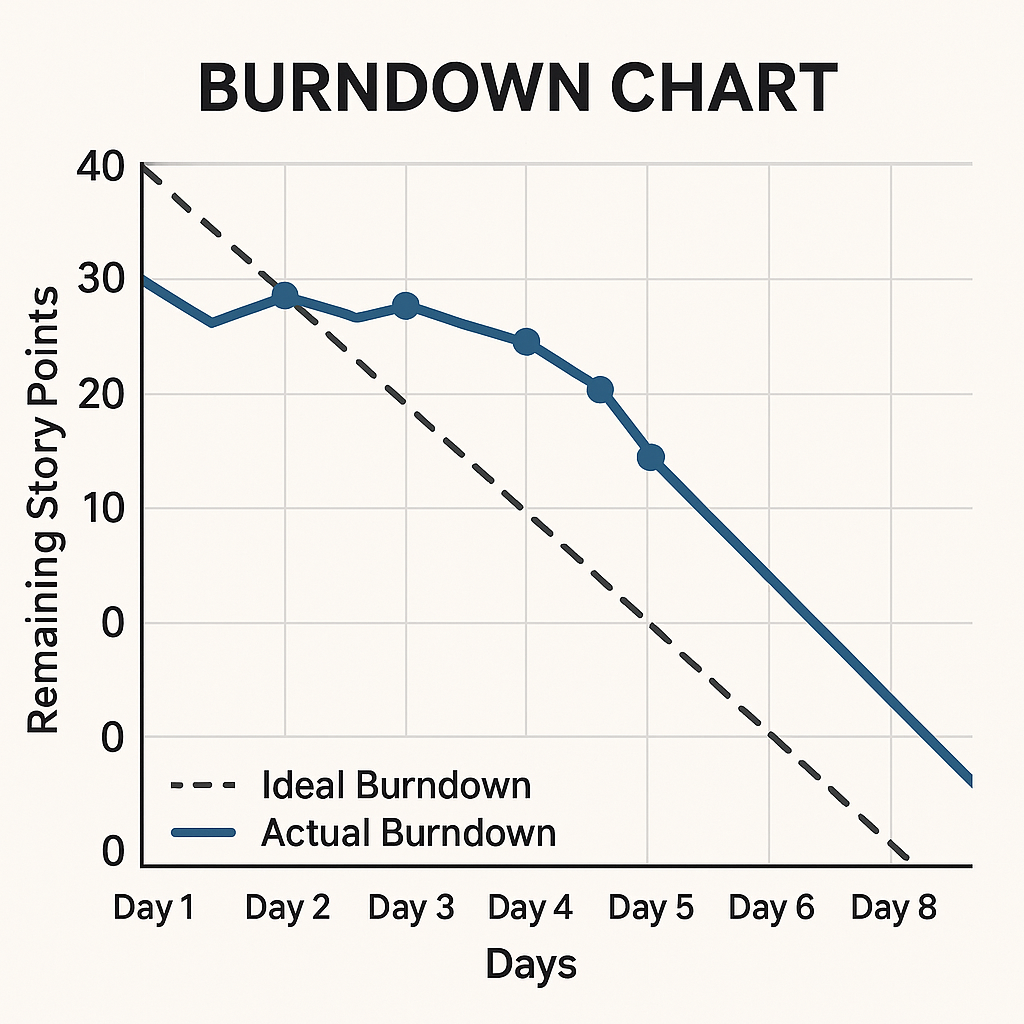 BURNDOWN CHART
Remaining Story Points
40
30
20
10
0
0
0
Ideal Burndown
Actual Burndown
Day 1 Day 2 Day 3 Day 4 Day 5 Day 6 Day 8
Days